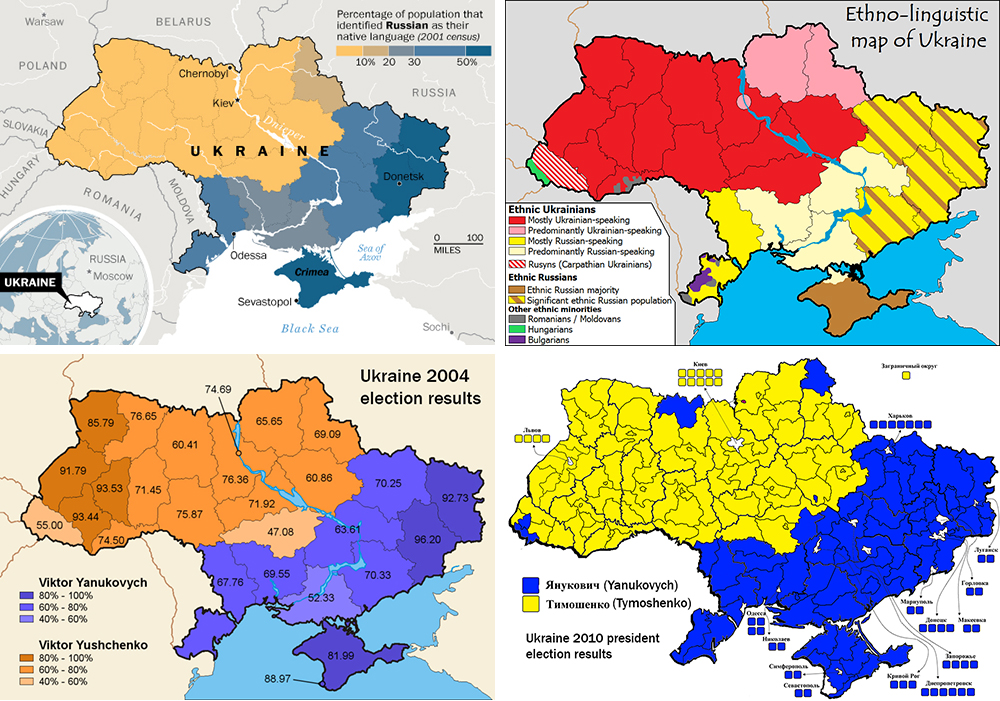 Percentage of population that
identified Russian as their
native language (2001 census)
10% 20 30 50%
Warsaw
BELARUS
POLAND
Chernobyl
RUSSIA
Kiev
Dnieper
SLOVAKIA
UKRAINE
HUNGARY
Donetsk
ROMANIA
MOLDOVA
0 100
MILES
Odessa
Sea of
Azov
RUSSIA
Moscow
Crimea
UKRAINE
Sevastopol
Black Sea
Sochi
Ethno-linguistic
map of Ukraine
Ethnic Ukrainians
Mostly Ukrainian-speaking
Predominantly Ukrainian-speaking
Mostly Russian-speaking
Predominantly Russian-speaking
Rusyns (Carpathian Ukrainians)
Ethnic Russians
Ethnic Russian majority
Significant ethnic Russian population
Other ethnic minorities
Romanians / Moldovans
Hungarians
Bulgarians
Ukraine 2004
election results
74.69
85.79
76.65
65.65
60.41
69.09
91.79
76.36
60.86
70.25
93.53
71.45
92.73
71.92
93.44
75.87
55.00
47.08
63.61
74.50
96.20
67.76
69.55
70.33
52.33
81.99
88.97
Viktor Yanukovych
80% - 100%
60% - 80%
40% - 60%
Viktor Yushchenko
80% - 100%
60% - 80%
40% - 60%
Киев
Заграничный округ
Харьков
Львов
Янукович (Yanukovych)
Тимошенко (Tymoshenko)
Ukraine 2010 president
election results
Луганск
Горловка
Мариуполь
Донецк
Макеевка
Одесса
Николаев
Запорожье
Симферополь
Кривой Рог
Севастополь
Днепропетровск